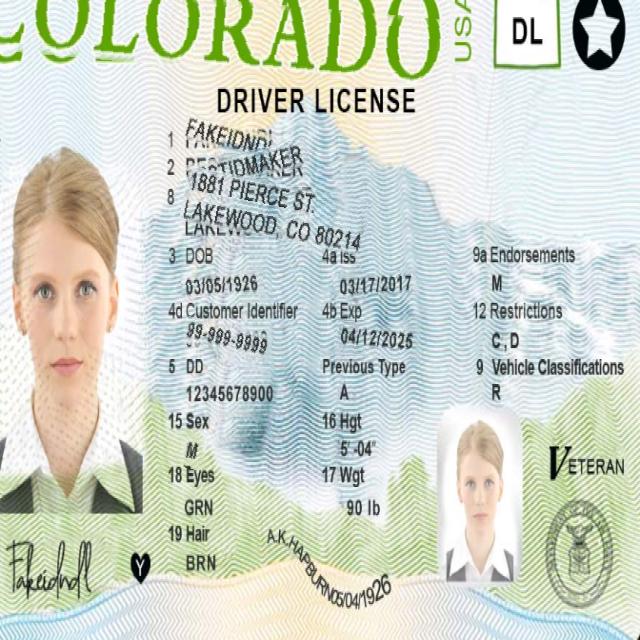 COLORADO
USA
DL
DRIVER LICENSE
1 FAKEIDNDL
2 BESTIDMAKER
8 1881 PIERCE ST.
LAKEWOOD, CO 80214
3 DOB
4a Iss
9a Endorsements
03/05/1926
03/17/2017
M
4d Customer Identifier
4b Exp
12 Restrictions
99-999-9999
04/12/2025
C,D
5 DD
Previous Type
9 Vehicle Classifications
12345678900
A
R
15 Sex
16 Hgt
M
5'-04"
18 Eyes
17 Wgt
VETERAN
GRN
90 lb
19 Hair
BRN
A.K.HAPBURN05/04/1926
Fakeidndl
Y